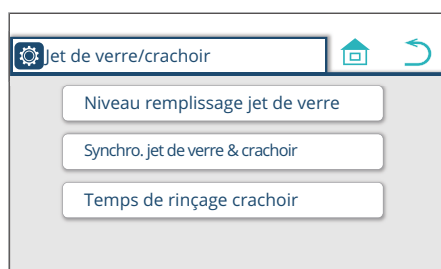 Jet de verre/crachoir
Niveau remplissage jet de verre
Synchro. jet de verre & crachoir
Temps de rinçage crachoir